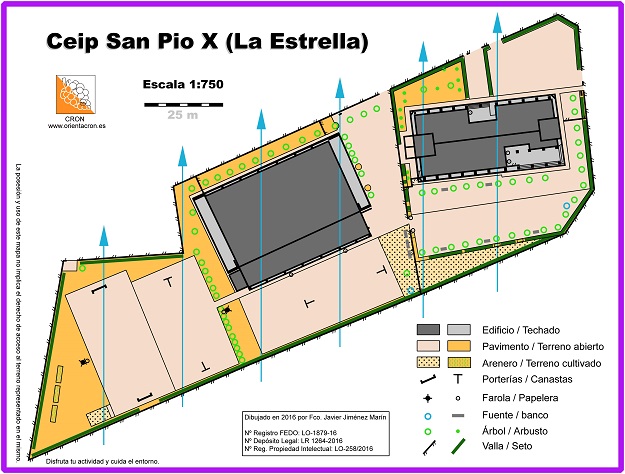 Ceip San Pio X (La Estrella)
CRON
www.orientacron.es
Escala 1:750
25 m
La posesión y uso de este mapa no implica el derecho de acceso al terreno representado en el mismo.
Edificio / Techado
Pavimento / Terreno abierto
Arenero / Terreno cultivado
Porterías / Canastas
Farola / Papelera
Fuente / banco
Árbol / Arbusto
Valla / Seto
Dibujado en 2016 por Fco. Javier Jiménez Marín
Nº Registro FEDO: LO-1879-16
Nº Depósito Legal: LR 1264-2016
Nº Reg. Propiedad Intelectual: LO-258/2016
Disfruta tu actividad y cuida el entorno.